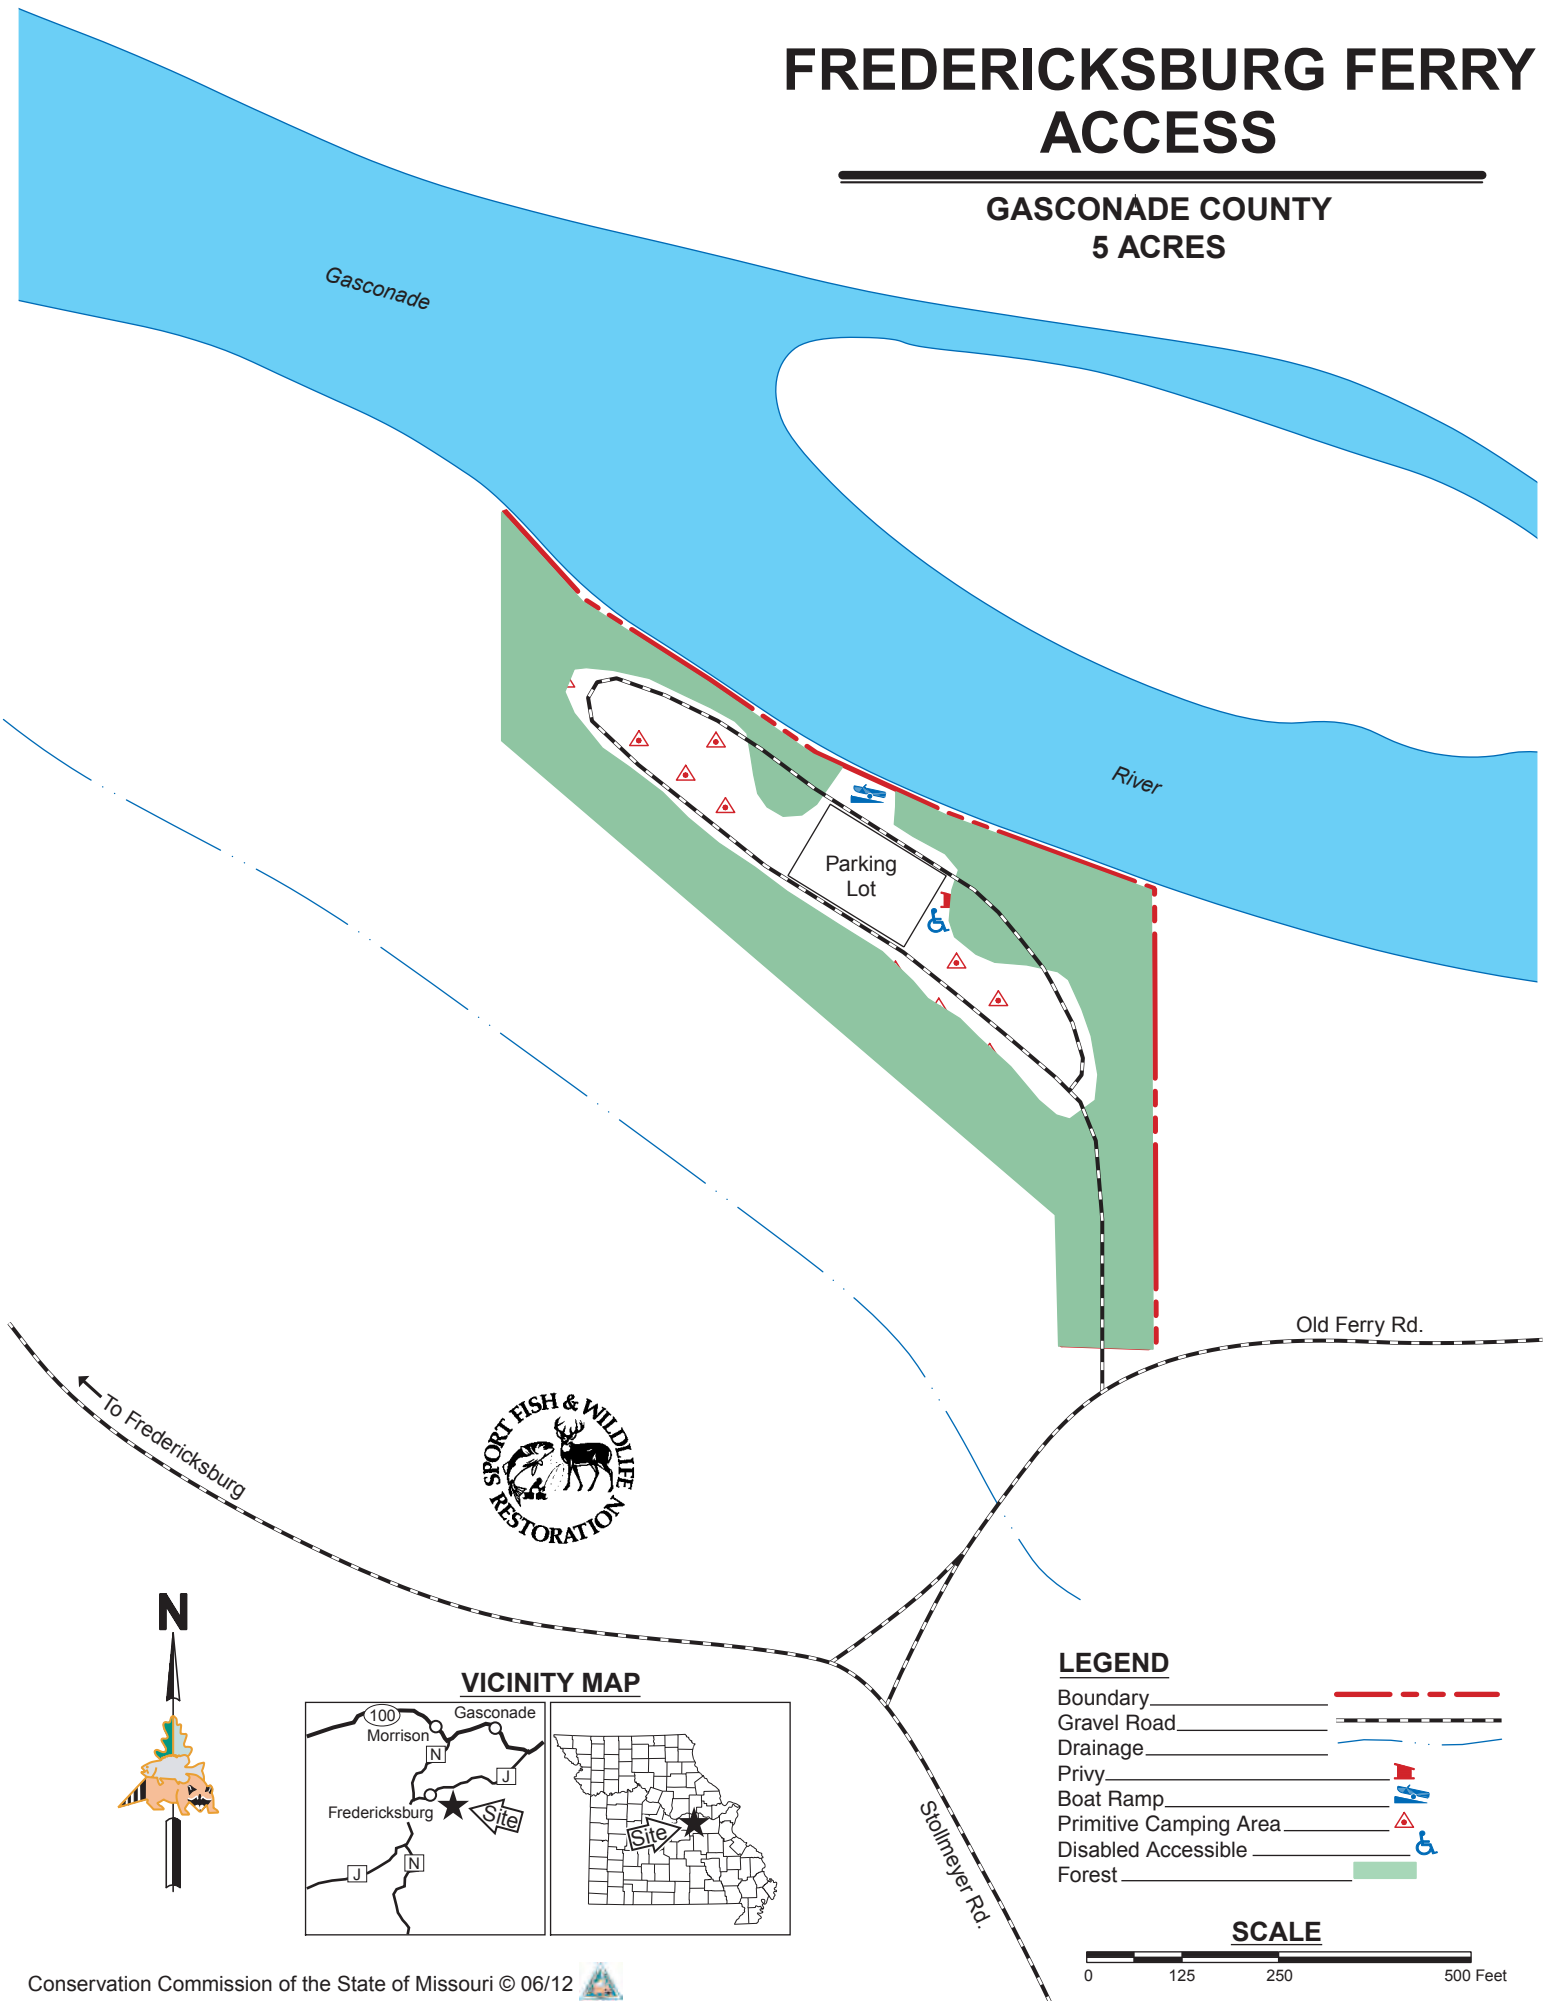 FREDERICKSBURG FERRY
ACCESS
GASCONADE COUNTY
5 ACRES
Gasconade
River
Parking
Lot
Old Ferry Rd.
To Fredericksburg
SPORT FISH & WILDLIFE
RESTORATION
N
VICINITY MAP
100
Morrison
Gasconade
N
J
Fredericksburg
Site
J
N
Site
Stollmeyer Rd.
LEGEND
Boundary
Gravel Road
Drainage
Privy
Boat Ramp
Primitive Camping Area
Disabled Accessible
Forest
SCALE
0 125 250 500 Feet
Conservation Commission of the State of Missouri © 06/12